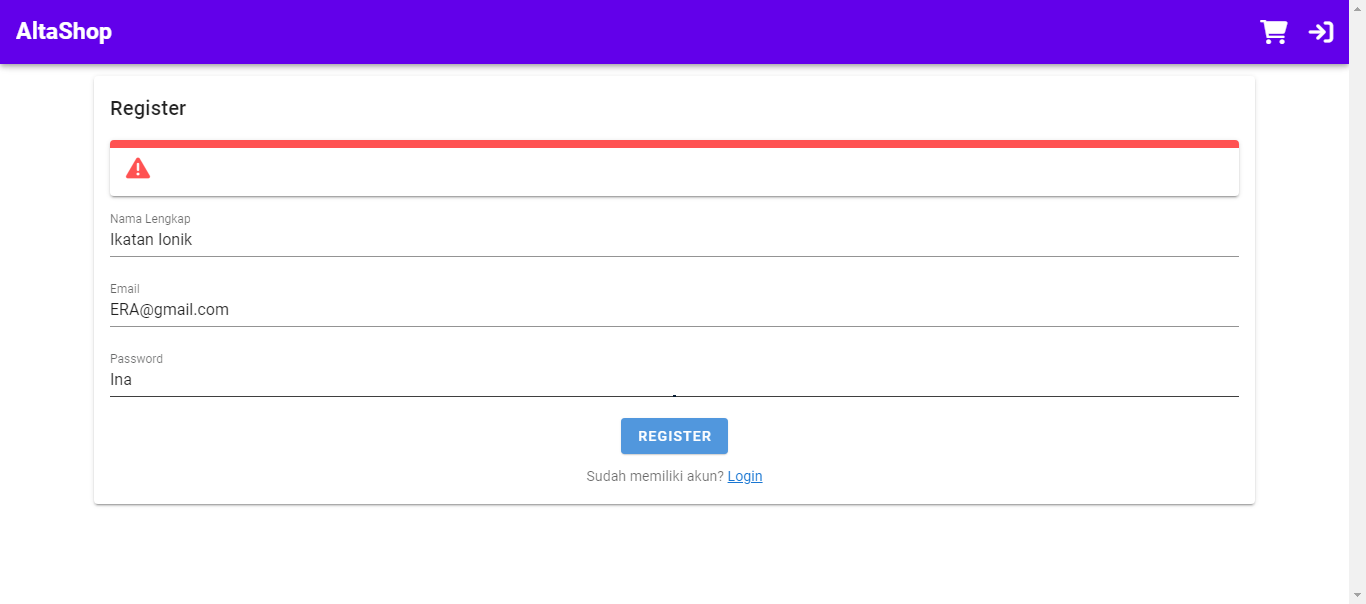 AltaShop
Register
Nama Lengkap
Ikatan Ionik
Email
ERA@gmail.com
Password
Ina
REGISTER
Sudah memiliki akun? Login